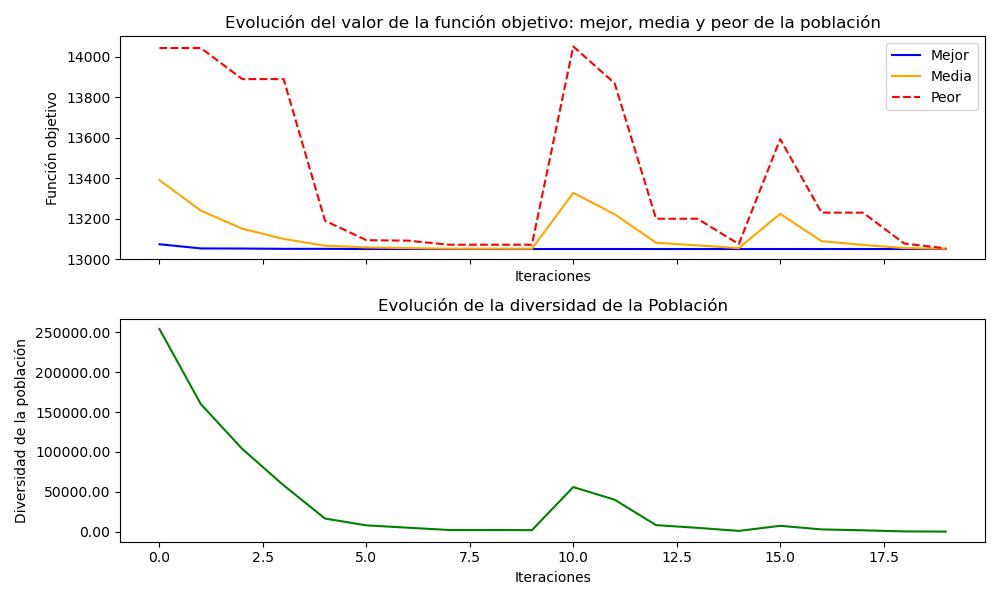 Evolución del valor de la función objetivo: mejor, media y peor de la población
14000
13800
13600
13400
13200
13000
Función objetivo
Mejor
Media
Peor
Iteraciones
Evolución de la diversidad de la Población
250000.00
200000.00
150000.00
100000.00
50000.00
0.00
Diversidad de la población
0.0 2.5 5.0 7.5 10.0 12.5 15.0 17.5
Iteraciones